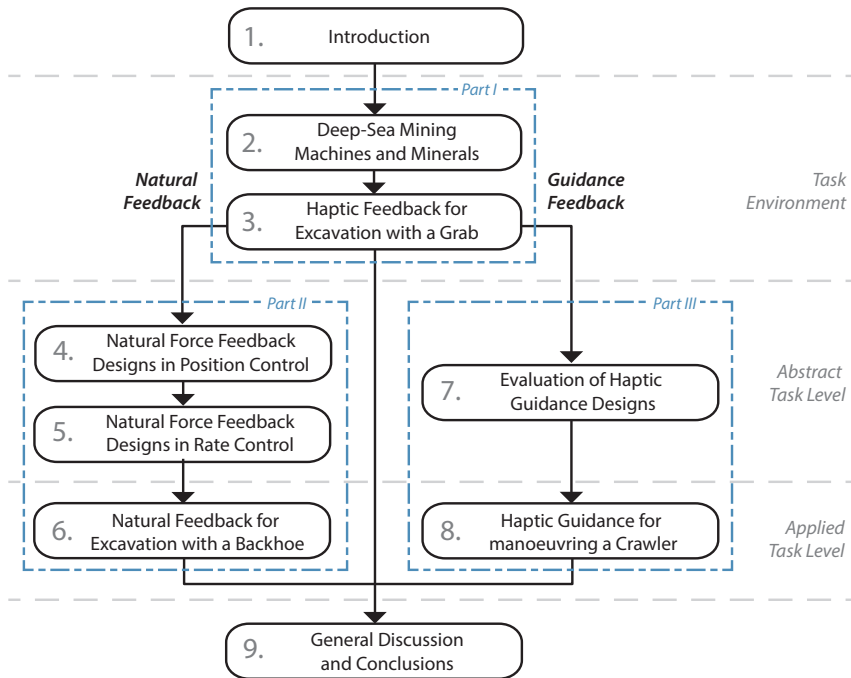 1.
Introduction
Part I
2.
Deep-Sea Mining
Machines and Minerals
Natural
Feedback
Guidance
Feedback
Task
Environment
3.
Haptic Feedback for
Excavation with a Grab
Part II
Part III
4.
Natural Force Feedback
Designs in Position Control
7.
Evaluation of Haptic
Guidance Designs
Abstract
Task Level
5.
Natural Force Feedback
Designs in Rate Control
6.
Natural Feedback for
Excavation with a Backhoe
8.
Haptic Guidance for
manoeuvring a Crawler
Applied
Task Level
9.
General Discussion
and Conclusions